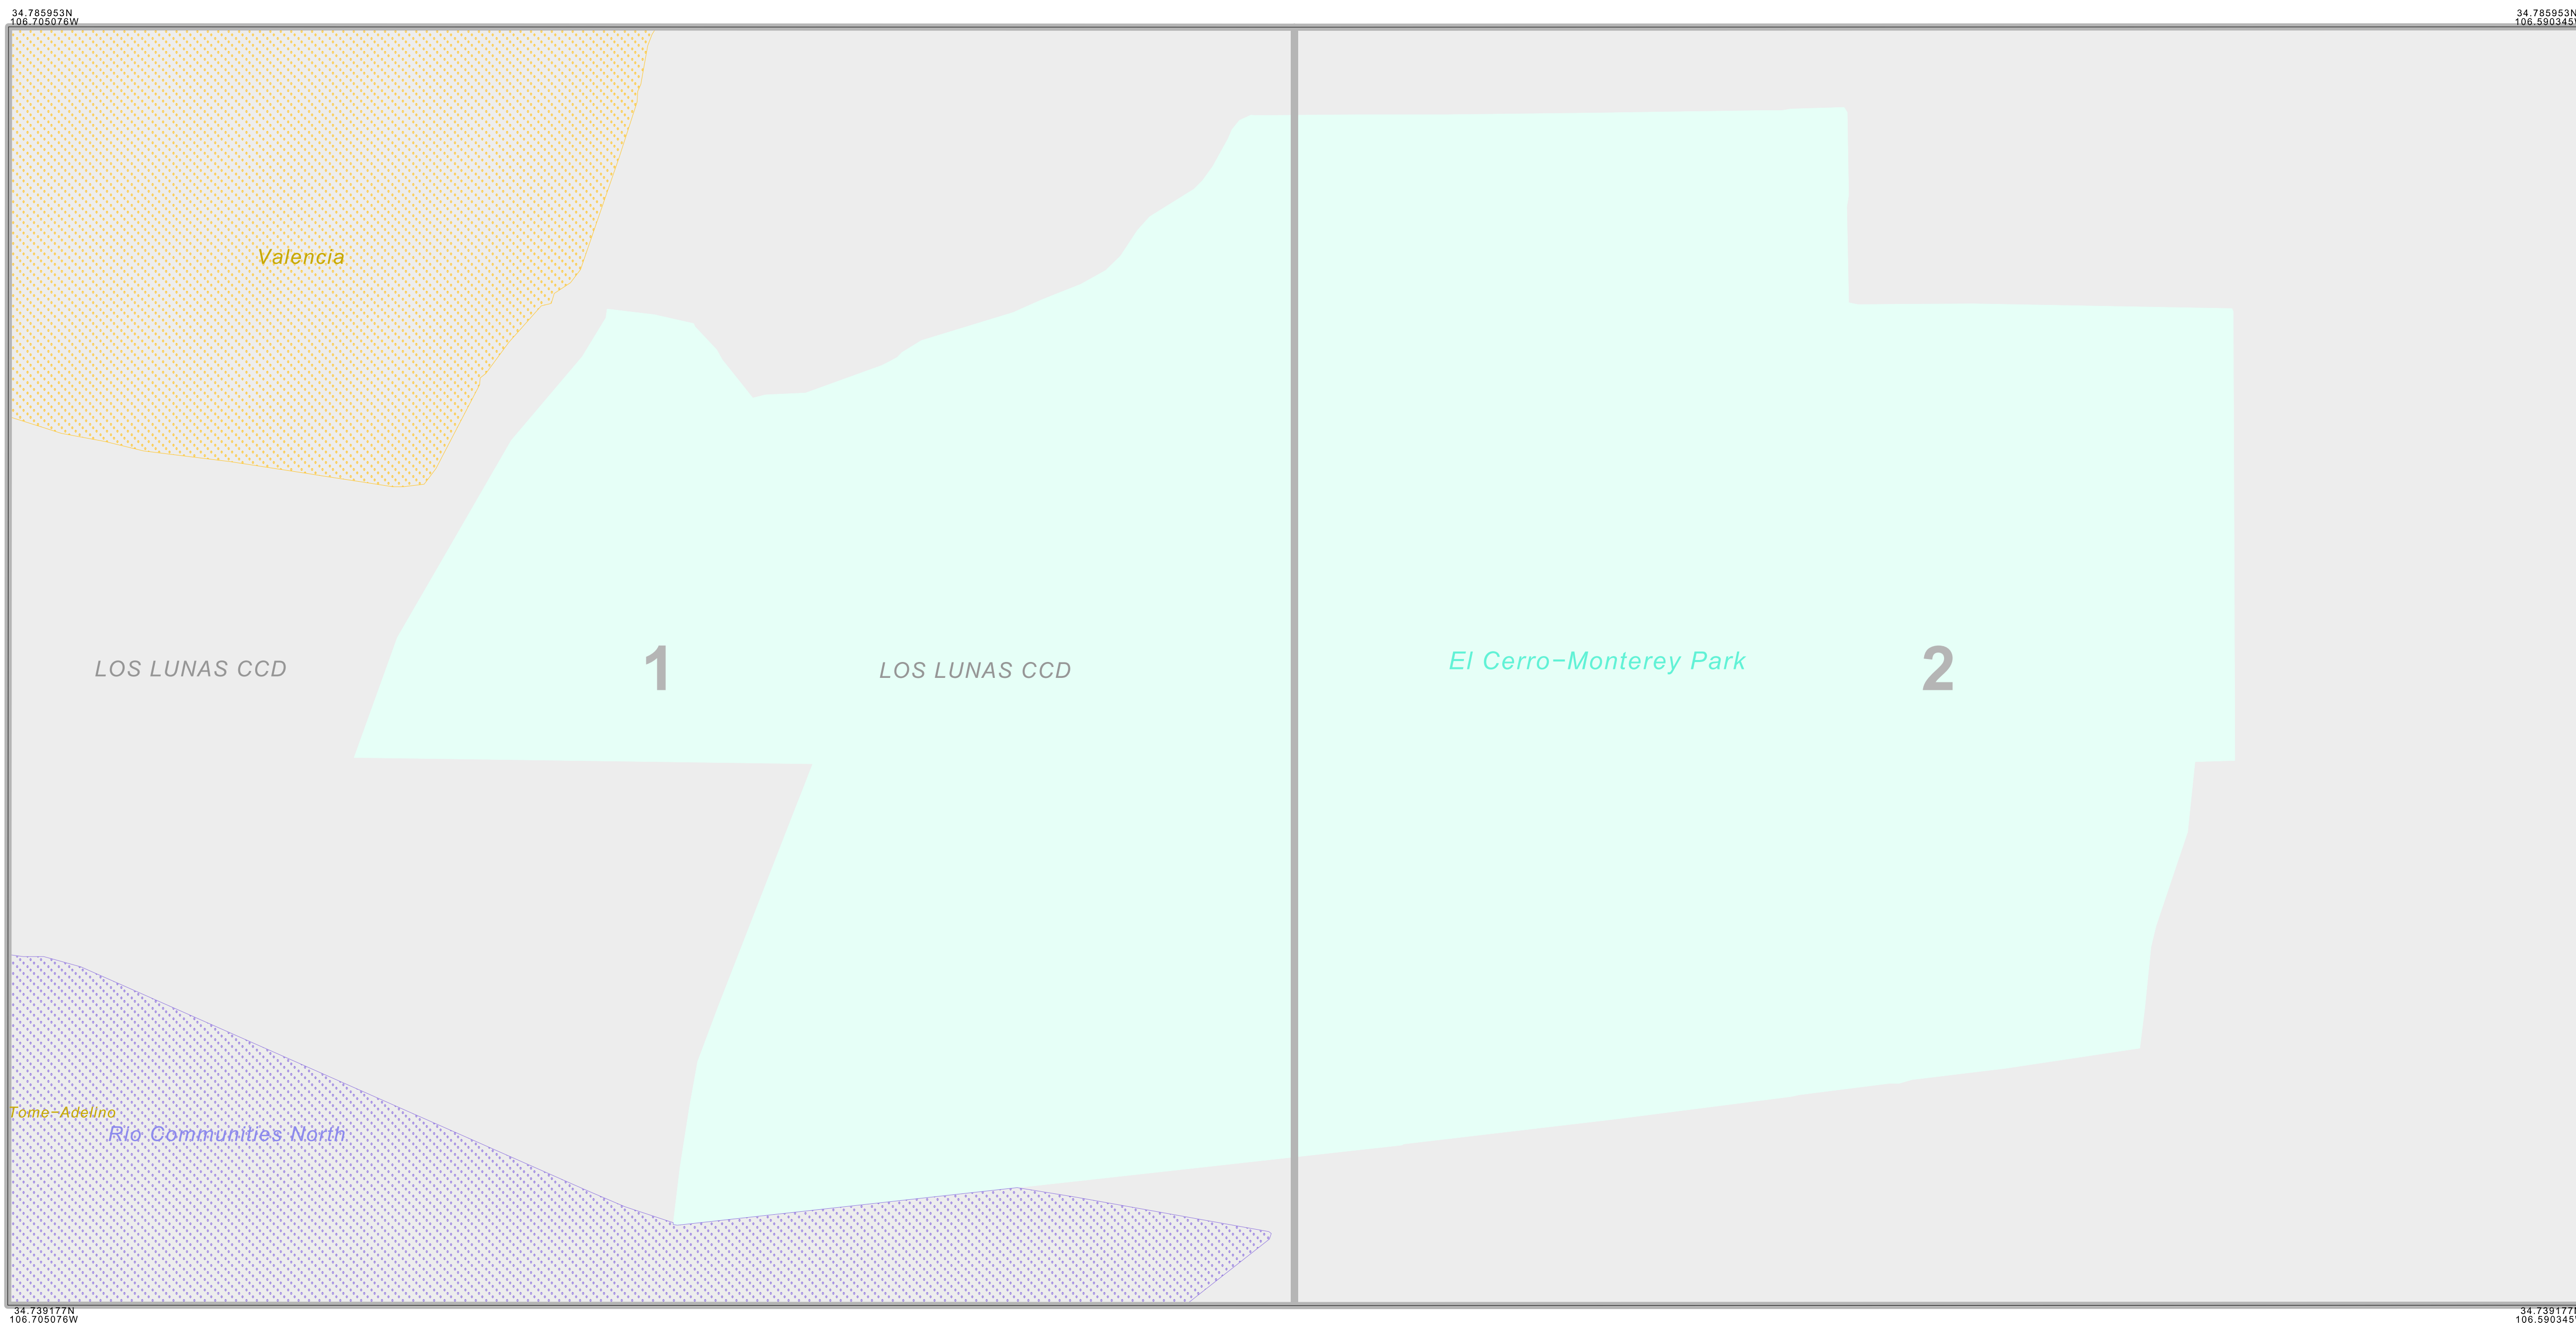 34.785953N
106.705076W
34.785953N
106.590345W
Valencia
LOS LUNAS CCD
1
LOS LUNAS CCD
El Cerro−Monterey Park
2
Tome−Adelino
Rio Communities North
34.739177N
106.705076W
34.739177N
106.590345W